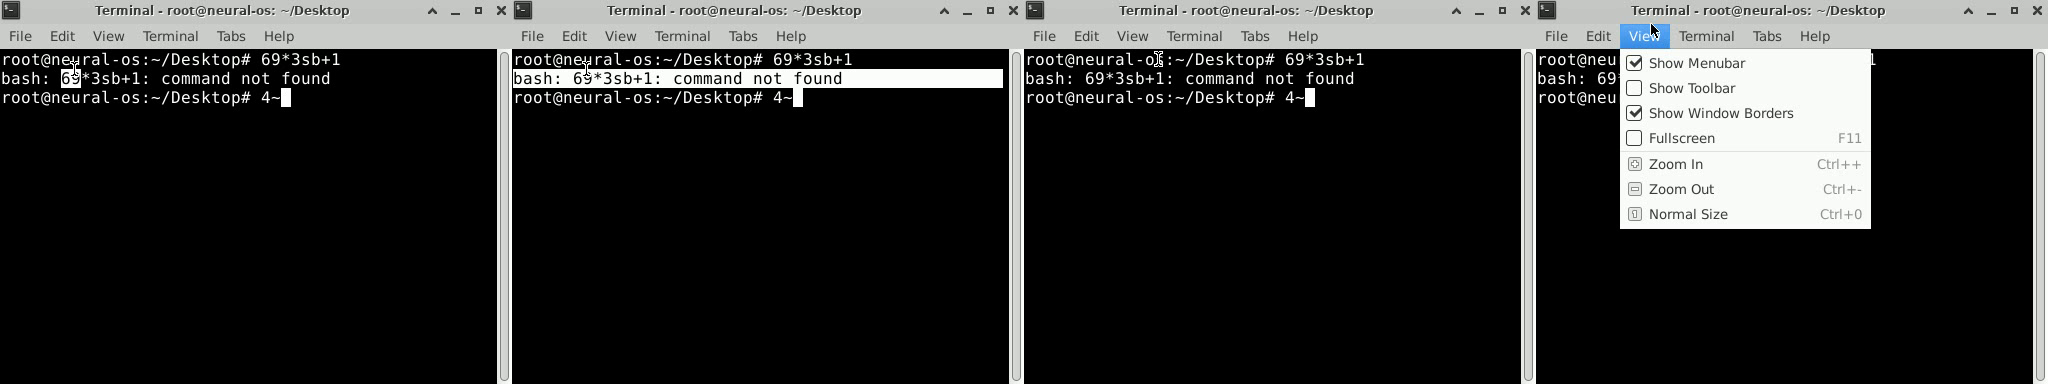 Terminal - root@neural-os: ~/Desktop
File Edit View Terminal Tabs Help
root@neural-os:~/Desktop# 69*3sb+1
bash: 69*3sb+1: command not found
root@neural-os:~/Desktop# 4~
Terminal - root@neural-os: ~/Desktop
File Edit View Terminal Tabs Help
root@neural-os:~/Desktop# 69*3sb+1
bash: 69*3sb+1: command not found
root@neural-os:~/Desktop# 4~
Terminal - root@neural-os: ~/Desktop
File Edit View Terminal Tabs Help
root@neural-os:~/Desktop# 69*3sb+1
bash: 69*3sb+1: command not found
root@neural-os:~/Desktop# 4~
Terminal - root@neural-os: ~/Desktop
File Edit View Terminal Tabs Help
root@neu 1
bash: 69
root@neu
Show Menubar
Show Toolbar
Show Window Borders
Fullscreen F11
Zoom In Ctrl++
Zoom Out Ctrl+-
Normal Size Ctrl+0